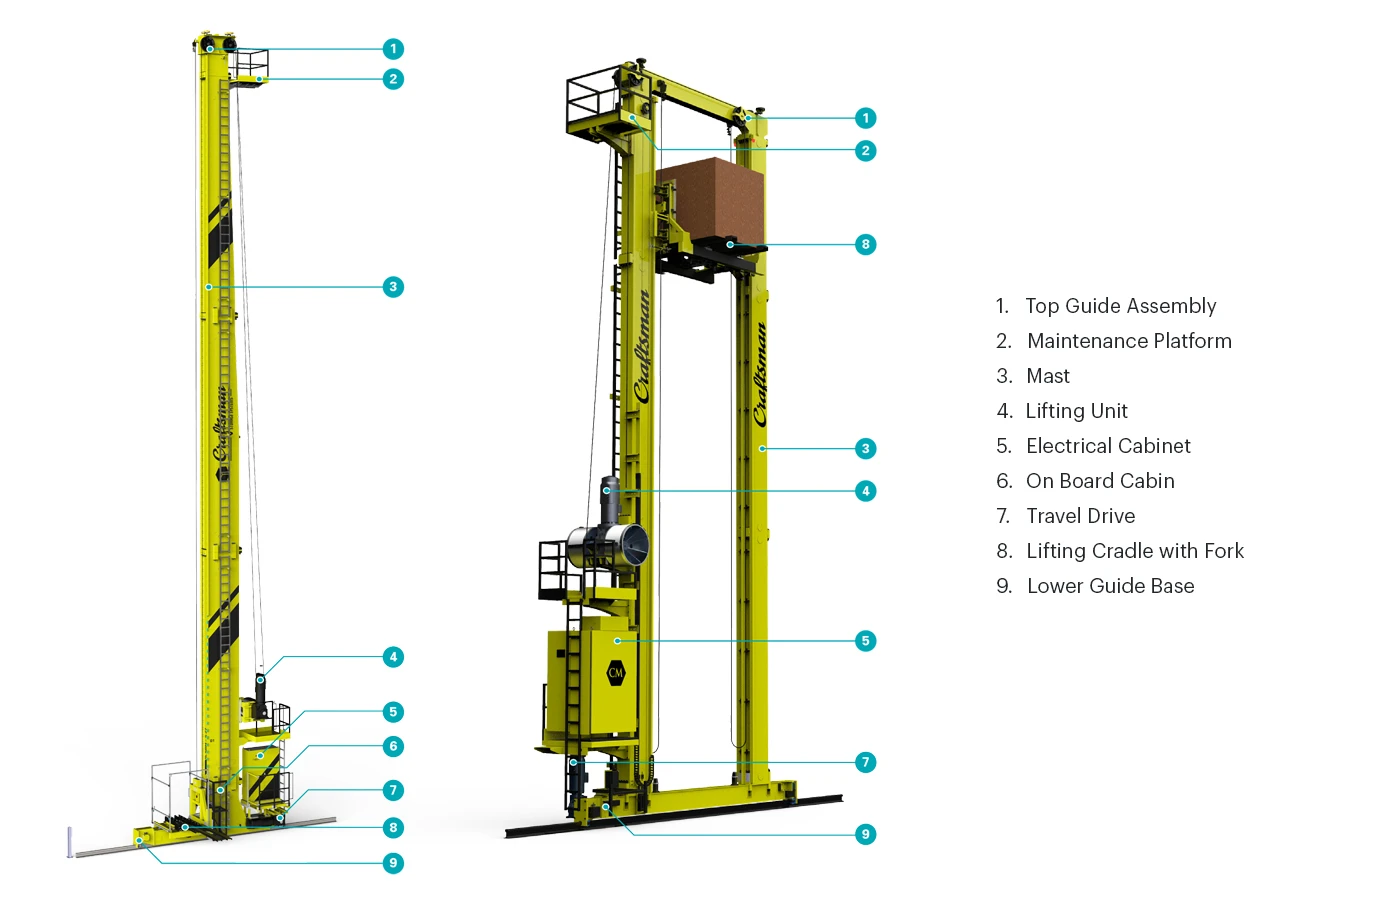 1
2
3
Craftsman
4
5
6
7
8
9
1
2
8
Craftsman
Craftsman
3
4
5
CM
7
9
1. Top Guide Assembly
2. Maintenance Platform
3. Mast
4. Lifting Unit
5. Electrical Cabinet
6. On Board Cabin
7. Travel Drive
8. Lifting Cradle with Fork
9. Lower Guide Base